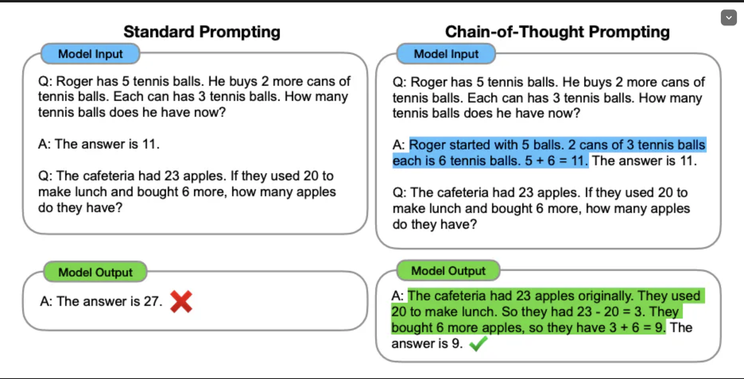 Standard Prompting
Model Input
Q: Roger has 5 tennis balls. He buys 2 more cans of
tennis balls. Each can has 3 tennis balls. How many
tennis balls does he have now?
A: The answer is 11.
Q: The cafeteria had 23 apples. If they used 20 to
make lunch and bought 6 more, how many apples
do they have?
Model Output
A: The answer is 27.
Chain-of-Thought Prompting
Model Input
Q: Roger has 5 tennis balls. He buys 2 more cans of
tennis balls. Each can has 3 tennis balls. How many
tennis balls does he have now?
A: Roger started with 5 balls. 2 cans of 3 tennis balls
each is 6 tennis balls. 5 + 6 = 11. The answer is 11.
Q: The cafeteria had 23 apples. If they used 20 to
make lunch and bought 6 more, how many apples
do they have?
Model Output
A: The cafeteria had 23 apples originally. They used
20 to make lunch. So they had 23 - 20 = 3. They
bought 6 more apples, so they have 3 + 6 = 9. The
answer is 9.